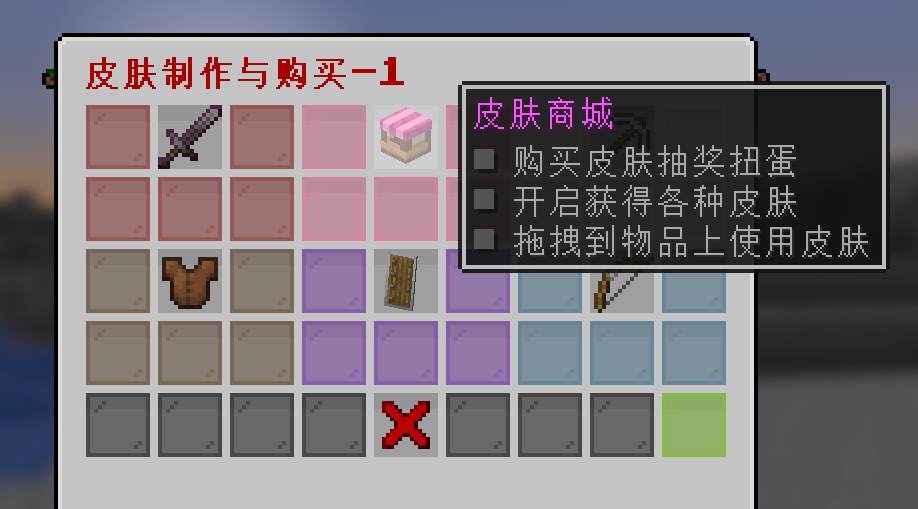 皮肤制作与购买-1
皮肤商城
购买皮肤抽奖扭蛋
开启获得各种皮肤
拖拽到物品上使用皮肤